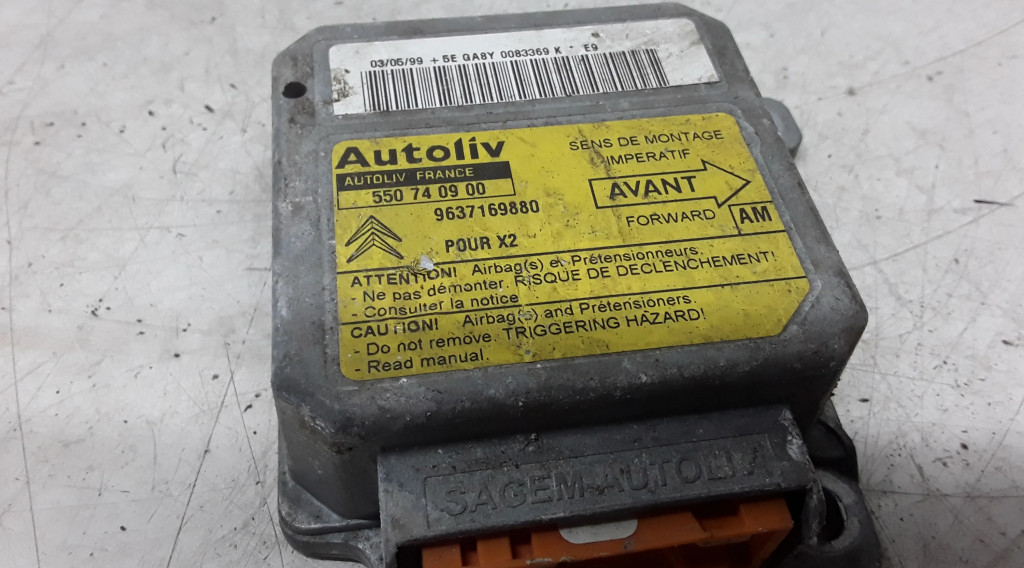 03/05/99 + 5E GA8Y 0083369 K - E9
Autoliv
AUTOLIV FRANCE
550 74 09 00
9637169880
POUR X2
SENS DE MONTAGE
IMPERATIF
AVANT
FORWARD
AM
ATTENTION! Airbag(s) et Prétensionneurs.
- Ne pas démonter. RISQUE DE DECLENCHEMENT!
- Consulter la notice
CAUTION! Airbag(s) and Prétensioners.
- Do not remove. TRIGGERING HAZARD!
- Read manual.
SAGEM-AUTOLIV